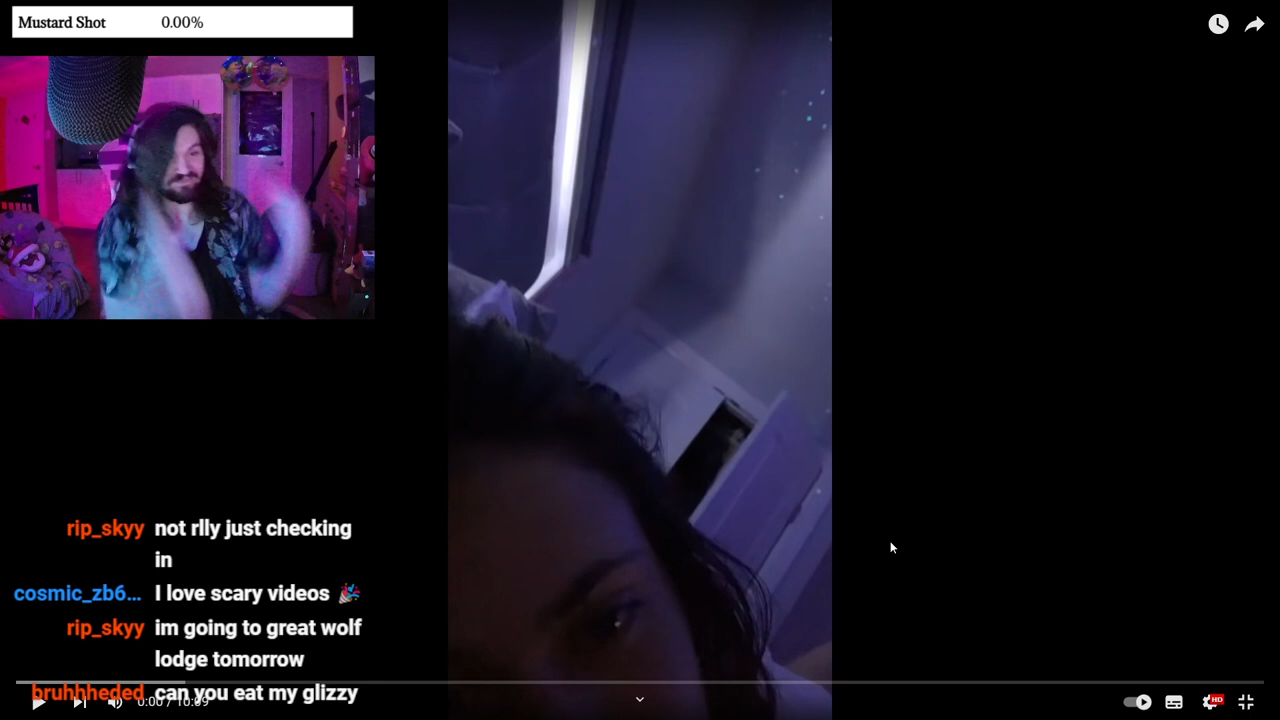 Mustard Shot 0.00%
rip_skyy not rlly just checking
in
cosmic_zb6... I love scary videos 🎉
rip_skyy im going to great wolf
lodge tomorrow
bruhhheded can you eat my glizzy
0:00 / 10:09
HD